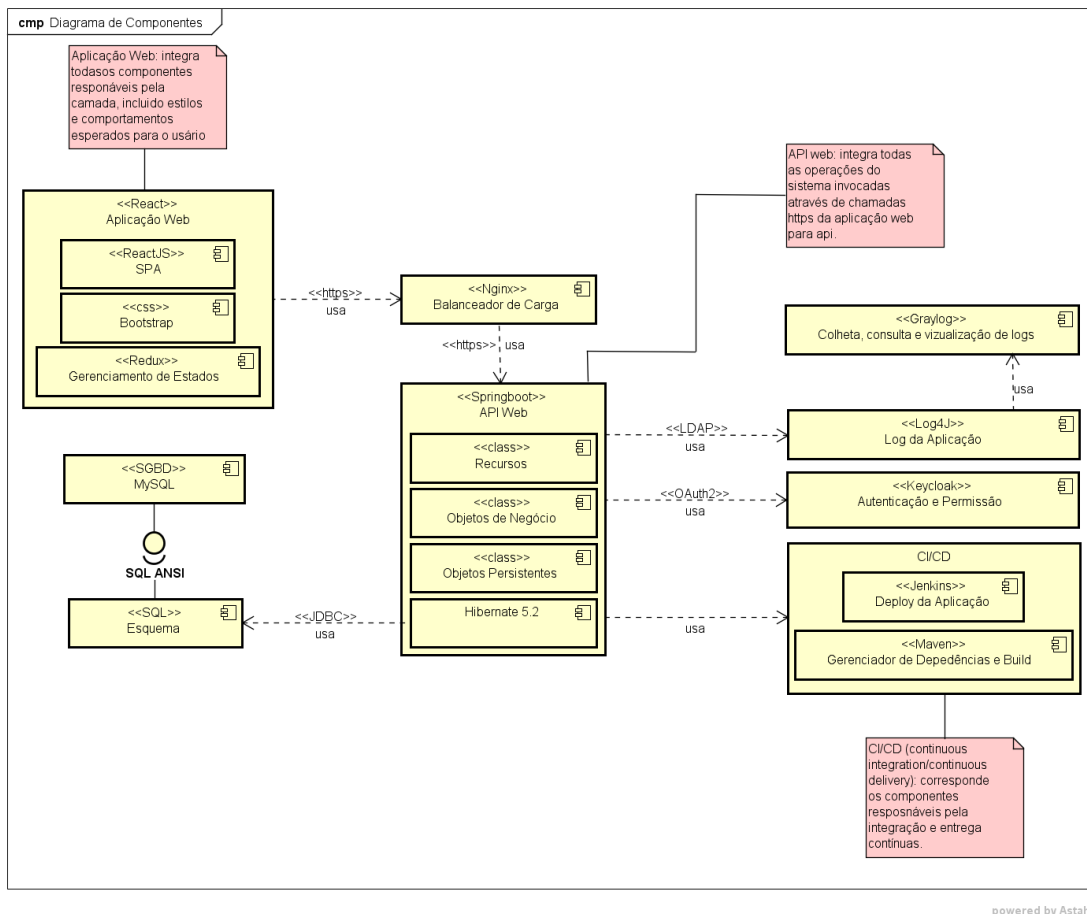 cmp Diagrama de Componentes
Aplicação Web: integra
todasos componentes
responáveis pela
camada, incluido estilos
e comportamentos
esperados para o usário
API web: integra todas
as operações do
sistema invocadas
através de chamadas
https da aplicação web
para api.
<<React>>
Aplicação Web
<<ReactJS>>
SPA
<<css>>
Bootstrap
<<Redux>>
Gerenciamento de Estados
<<https>>
usa
<<Nginx>>
Balanceador de Carga
<<https>> usa
<<Graylog>>
Colheta, consulta e vizualização de logs
usa
<<Springboot>>
API Web
<<class>>
Recursos
<<class>>
Objetos de Negócio
<<class>>
Objetos Persistentes
Hibernate 5.2
<<LDAP>>
usa
<<Log4J>>
Log da Aplicação
<<OAuth2>>
usa
<<Keycloak>>
Autenticação e Permissão
<<SGBD>>
MySQL
SQL ANSI
<<SQL>>
Esquema
<<JDBC>>
usa
usa
CI/CD
<<Jenkins>>
Deploy da Aplicação
<<Maven>>
Gerenciador de Depedências e Build
CI/CD (continuous
integration/continuous
delivery): corresponde
os componentes
resposnáveis pela
integração e entrega
contínuas.
powered by Astah